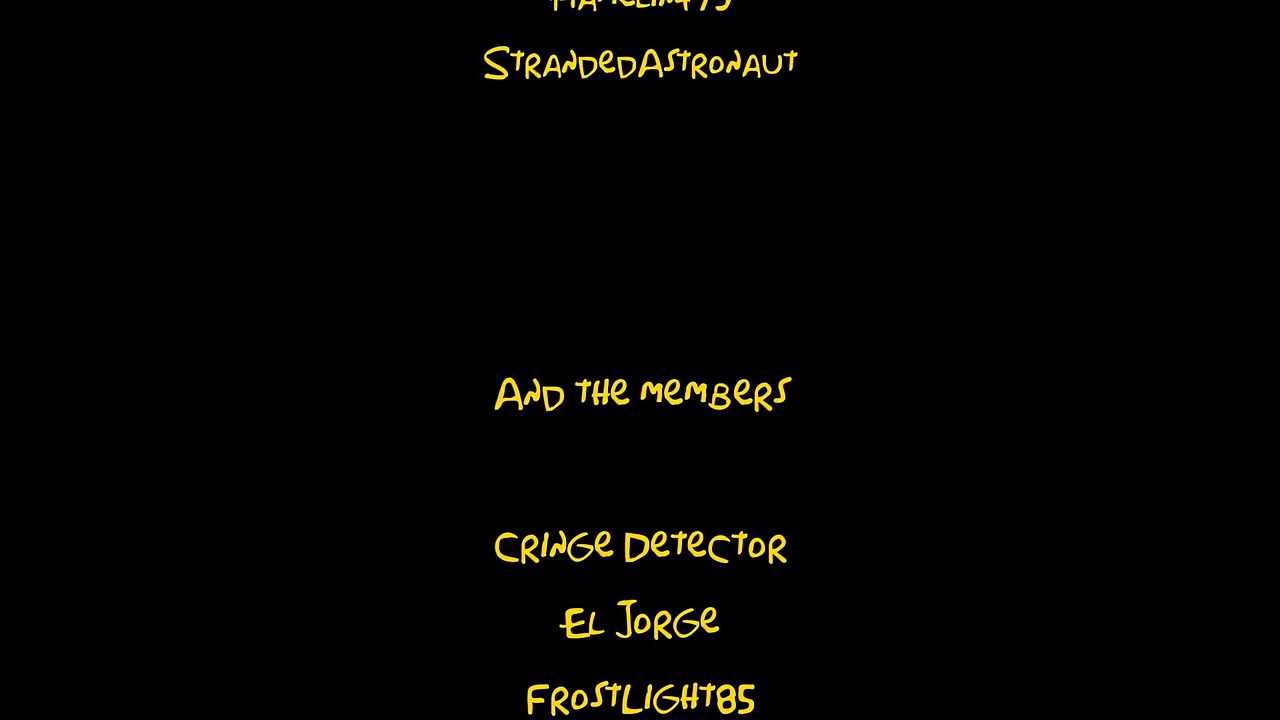 StrandedAstronaut
And the members
Cringe Detector
El Jorge
Frostlight85